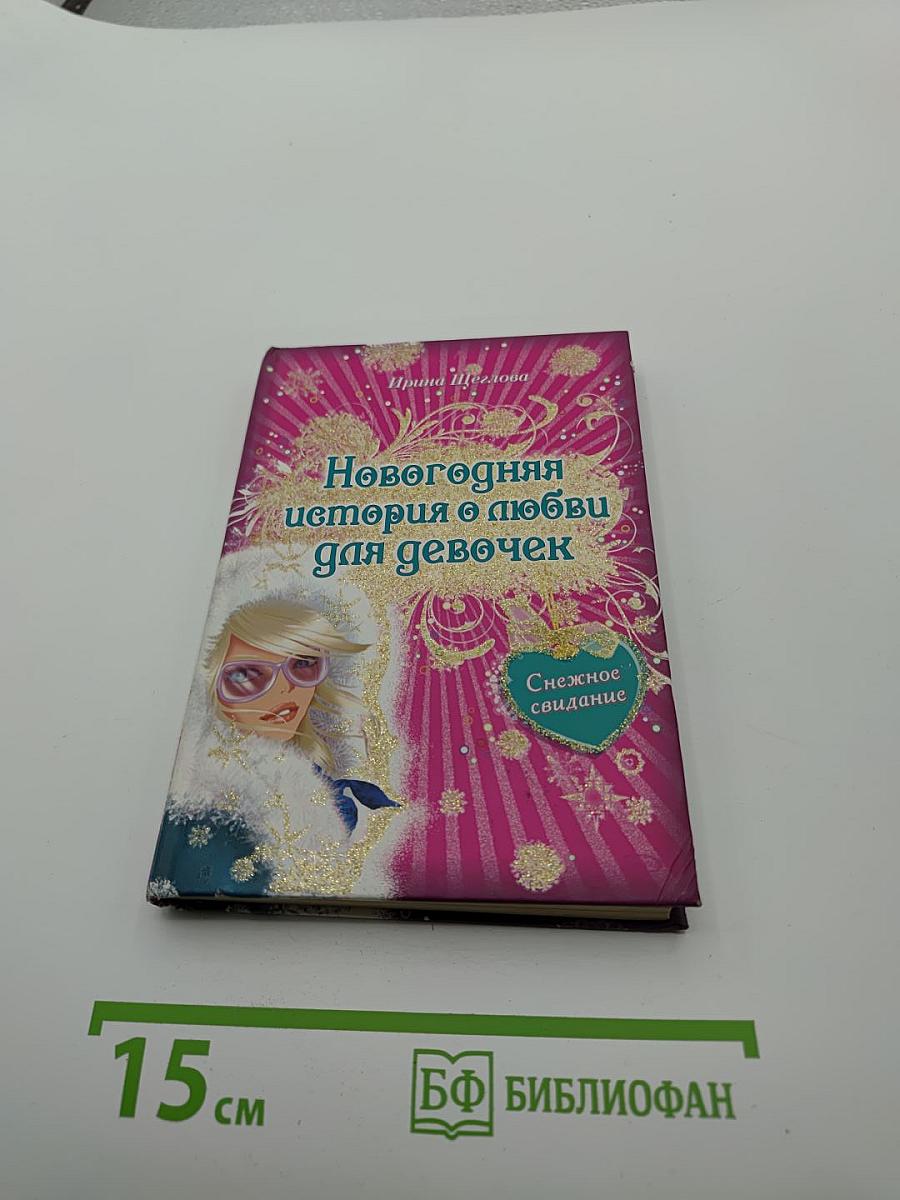 Ирина Щеглова
Новогодняя
история о любви
для девочек
Снежное
свидание
15 см
БФ БИБЛИОФАН